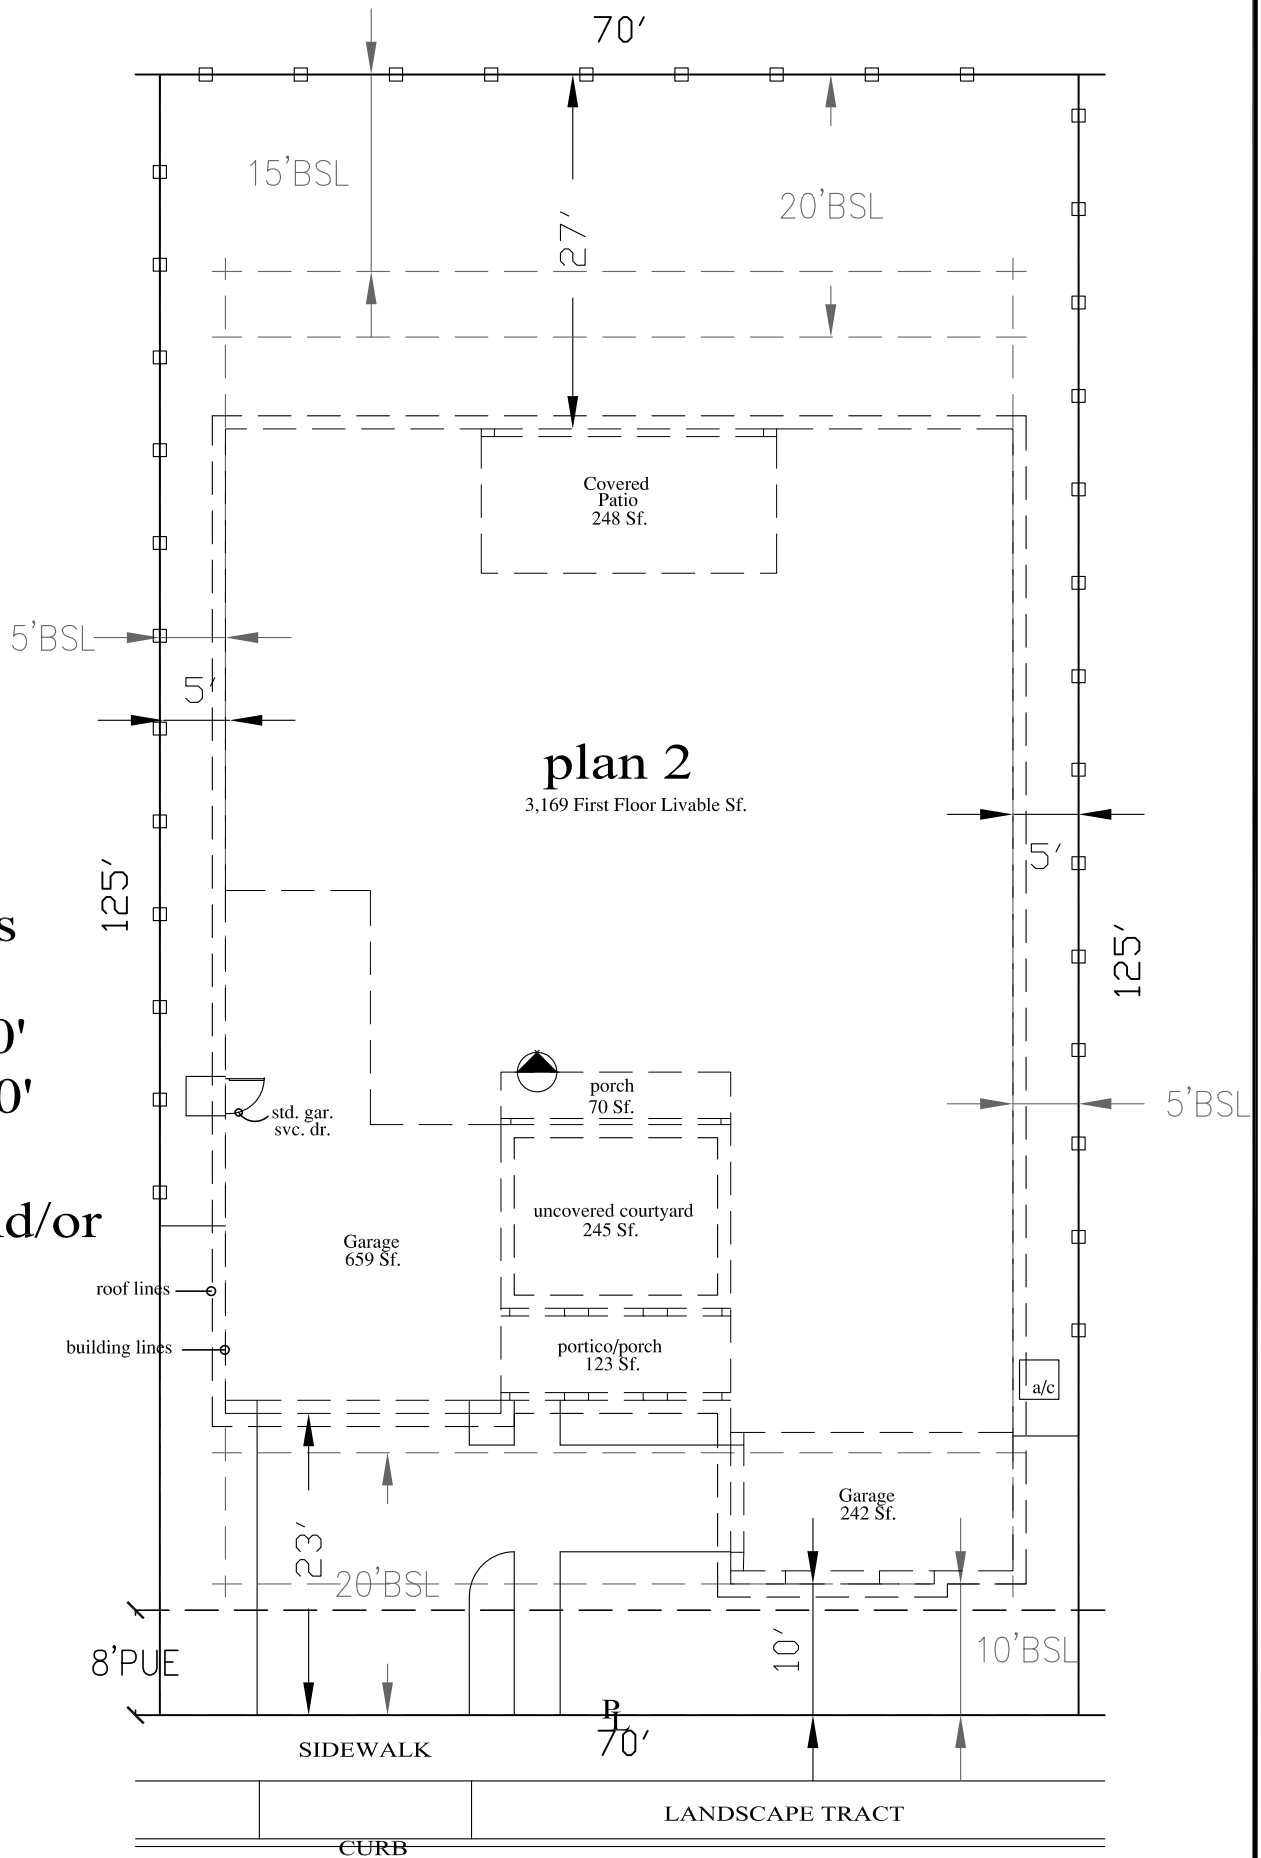 70'
15'BSL
20'BSL
27'
Covered
Patio
248 Sf.
5'BSL
5'
plan 2
3,169 First Floor Livable Sf.
5'
125'
s
125'
0'
0'
porch
70 Sf.
5'BSL
std. gar.
svc. dr.
uncovered courtyard
245 Sf.
nd/or
Garage
659 Sf.
roof lines
building lines
portico/porch
123 Sf.
a/c
Garage
242 Sf.
23'
20'BSL
8'PUE
10'
10'BSL
PL
70'
SIDEWALK
LANDSCAPE TRACT
CURB